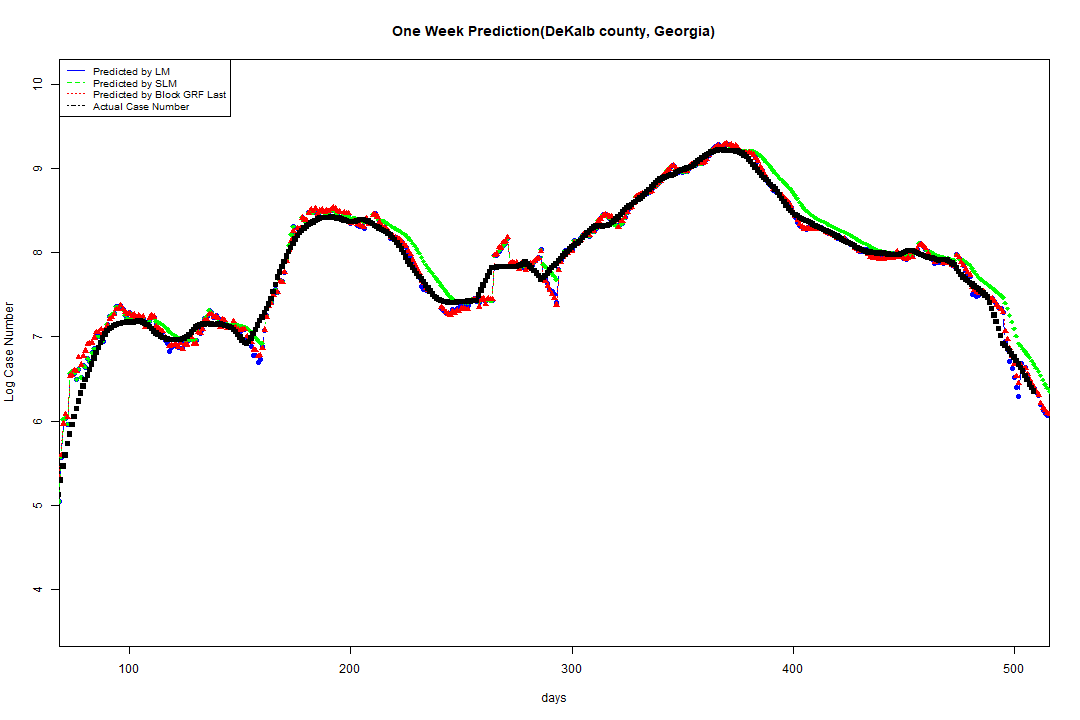 One Week Prediction(DeKalb county, Georgia)
Predicted by LM
Predicted by SLM
Predicted by Block GRF Last
Actual Case Number
10
9
8
7
6
5
4
Log Case Number
100 200 300 400 500
days